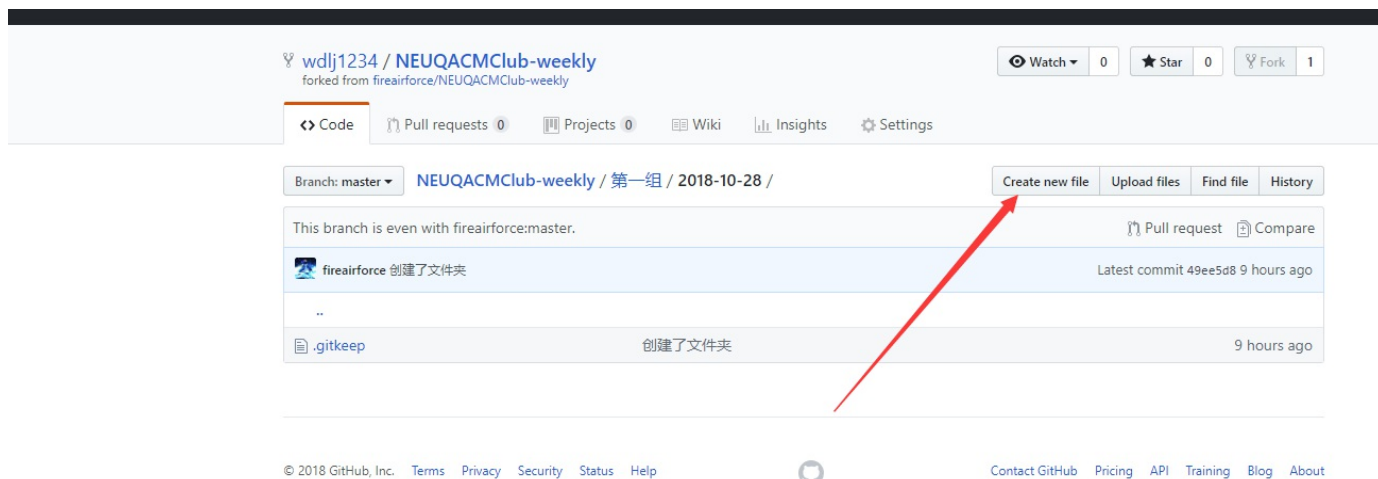 wdlj1234 / NEUQACMClub-weekly
forked from fireairforce/NEUQACMClub-weekly
Watch 0 Star 0 Fork 1
Code Pull requests 0 Projects 0 Wiki Insights Settings
Branch: master NEUQACMClub-weekly / 第一组 / 2018-10-28 /
Create new file Upload files Find file History
This branch is even with fireairforce:master. Pull request Compare
fireairforce 创建了文件夹 Latest commit 49ee5d8 9 hours ago
..
.gitkeep 创建了文件夹 9 hours ago
© 2018 GitHub, Inc. Terms Privacy Security Status Help Contact GitHub Pricing API Training Blog About